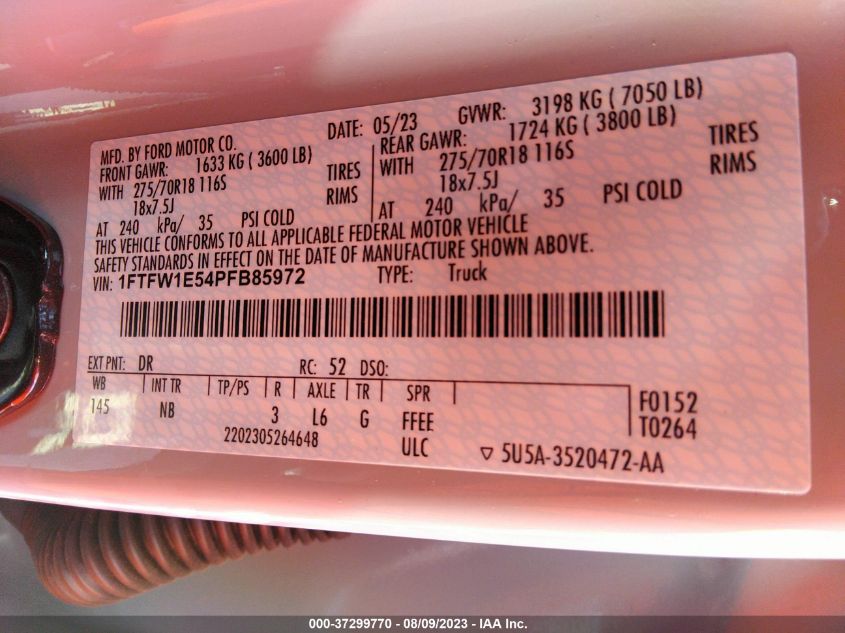 MFD. BY FORD MOTOR CO.
DATE: 05/23 GVWR: 3198 KG ( 7050 LB)
FRONT GAWR: 1633 KG ( 3600 LB)
WITH 275/70R18 116S TIRES
18x7.5J RIMS
AT 240 kPa/ 35 PSI COLD
REAR GAWR: 1724 KG ( 3800 LB)
WITH 275/70R18 116S TIRES
18x7.5J RIMS
AT 240 kPa/ 35 PSI COLD
THIS VEHICLE CONFORMS TO ALL APPLICABLE FEDERAL MOTOR VEHICLE
SAFETY STANDARDS IN EFFECT ON THE DATE OF MANUFACTURE SHOWN ABOVE.
VIN: 1FTFW1E54PFB85972 TYPE: Truck
EXT PNT: DR RC: 52 DSO:
WB INT TR TP/PS R AXLE TR SPR
145 NB 3 L6 G FFEE
2202305264648 ULC
F0152
T0264
▽ 5U5A-3520472-AA
000-37299770 - 08/09/2023 - IAA Inc.